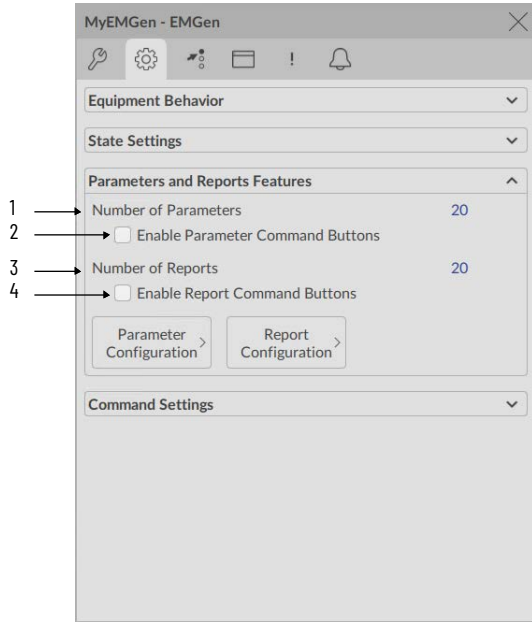 MyEMGen - EMGen
Equipment Behavior
State Settings
Parameters and Reports Features
1 Number of Parameters 20
2 Enable Parameter Command Buttons
3 Number of Reports 20
4 Enable Report Command Buttons
Parameter Configuration
Report Configuration
Command Settings